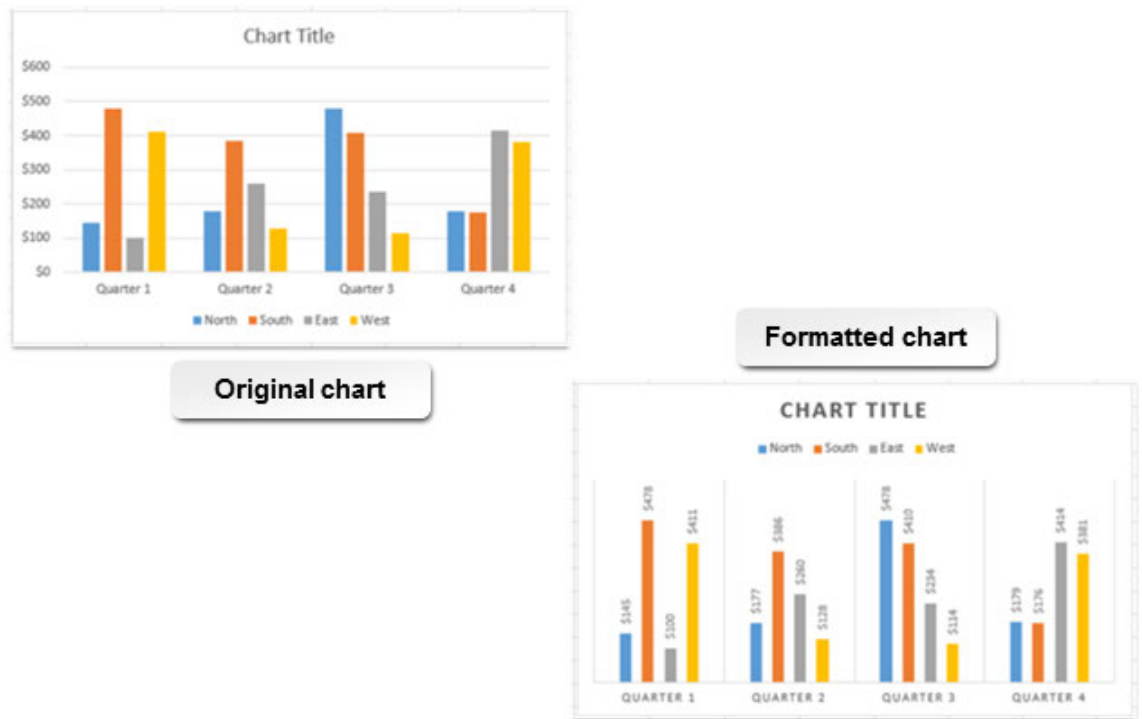 Chart Title
$600
$500
$400
$300
$200
$100
$0
Quarter 1 Quarter 2 Quarter 3 Quarter 4
North South East West
Original chart
Formatted chart
CHART TITLE
North South East West
$145 $478 $100 $411 $177 $386 $260 $128 $478 $410 $234 $114 $179 $176 $414 $381
QUARTER 1 QUARTER 2 QUARTER 3 QUARTER 4